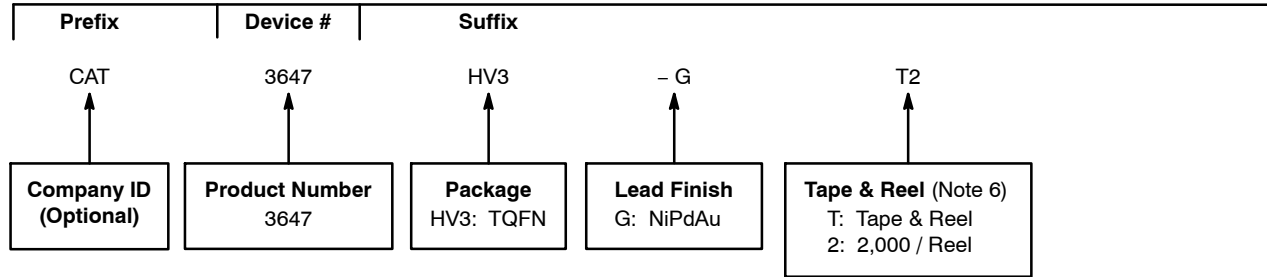 Prefix Device # Suffix
CAT 3647 HV3 – G T2
Company ID
(Optional)
Product Number
3647
Package
HV3: TQFN
Lead Finish
G: NiPdAu
Tape & Reel (Note 6)
T: Tape & Reel
2: 2,000 / Reel